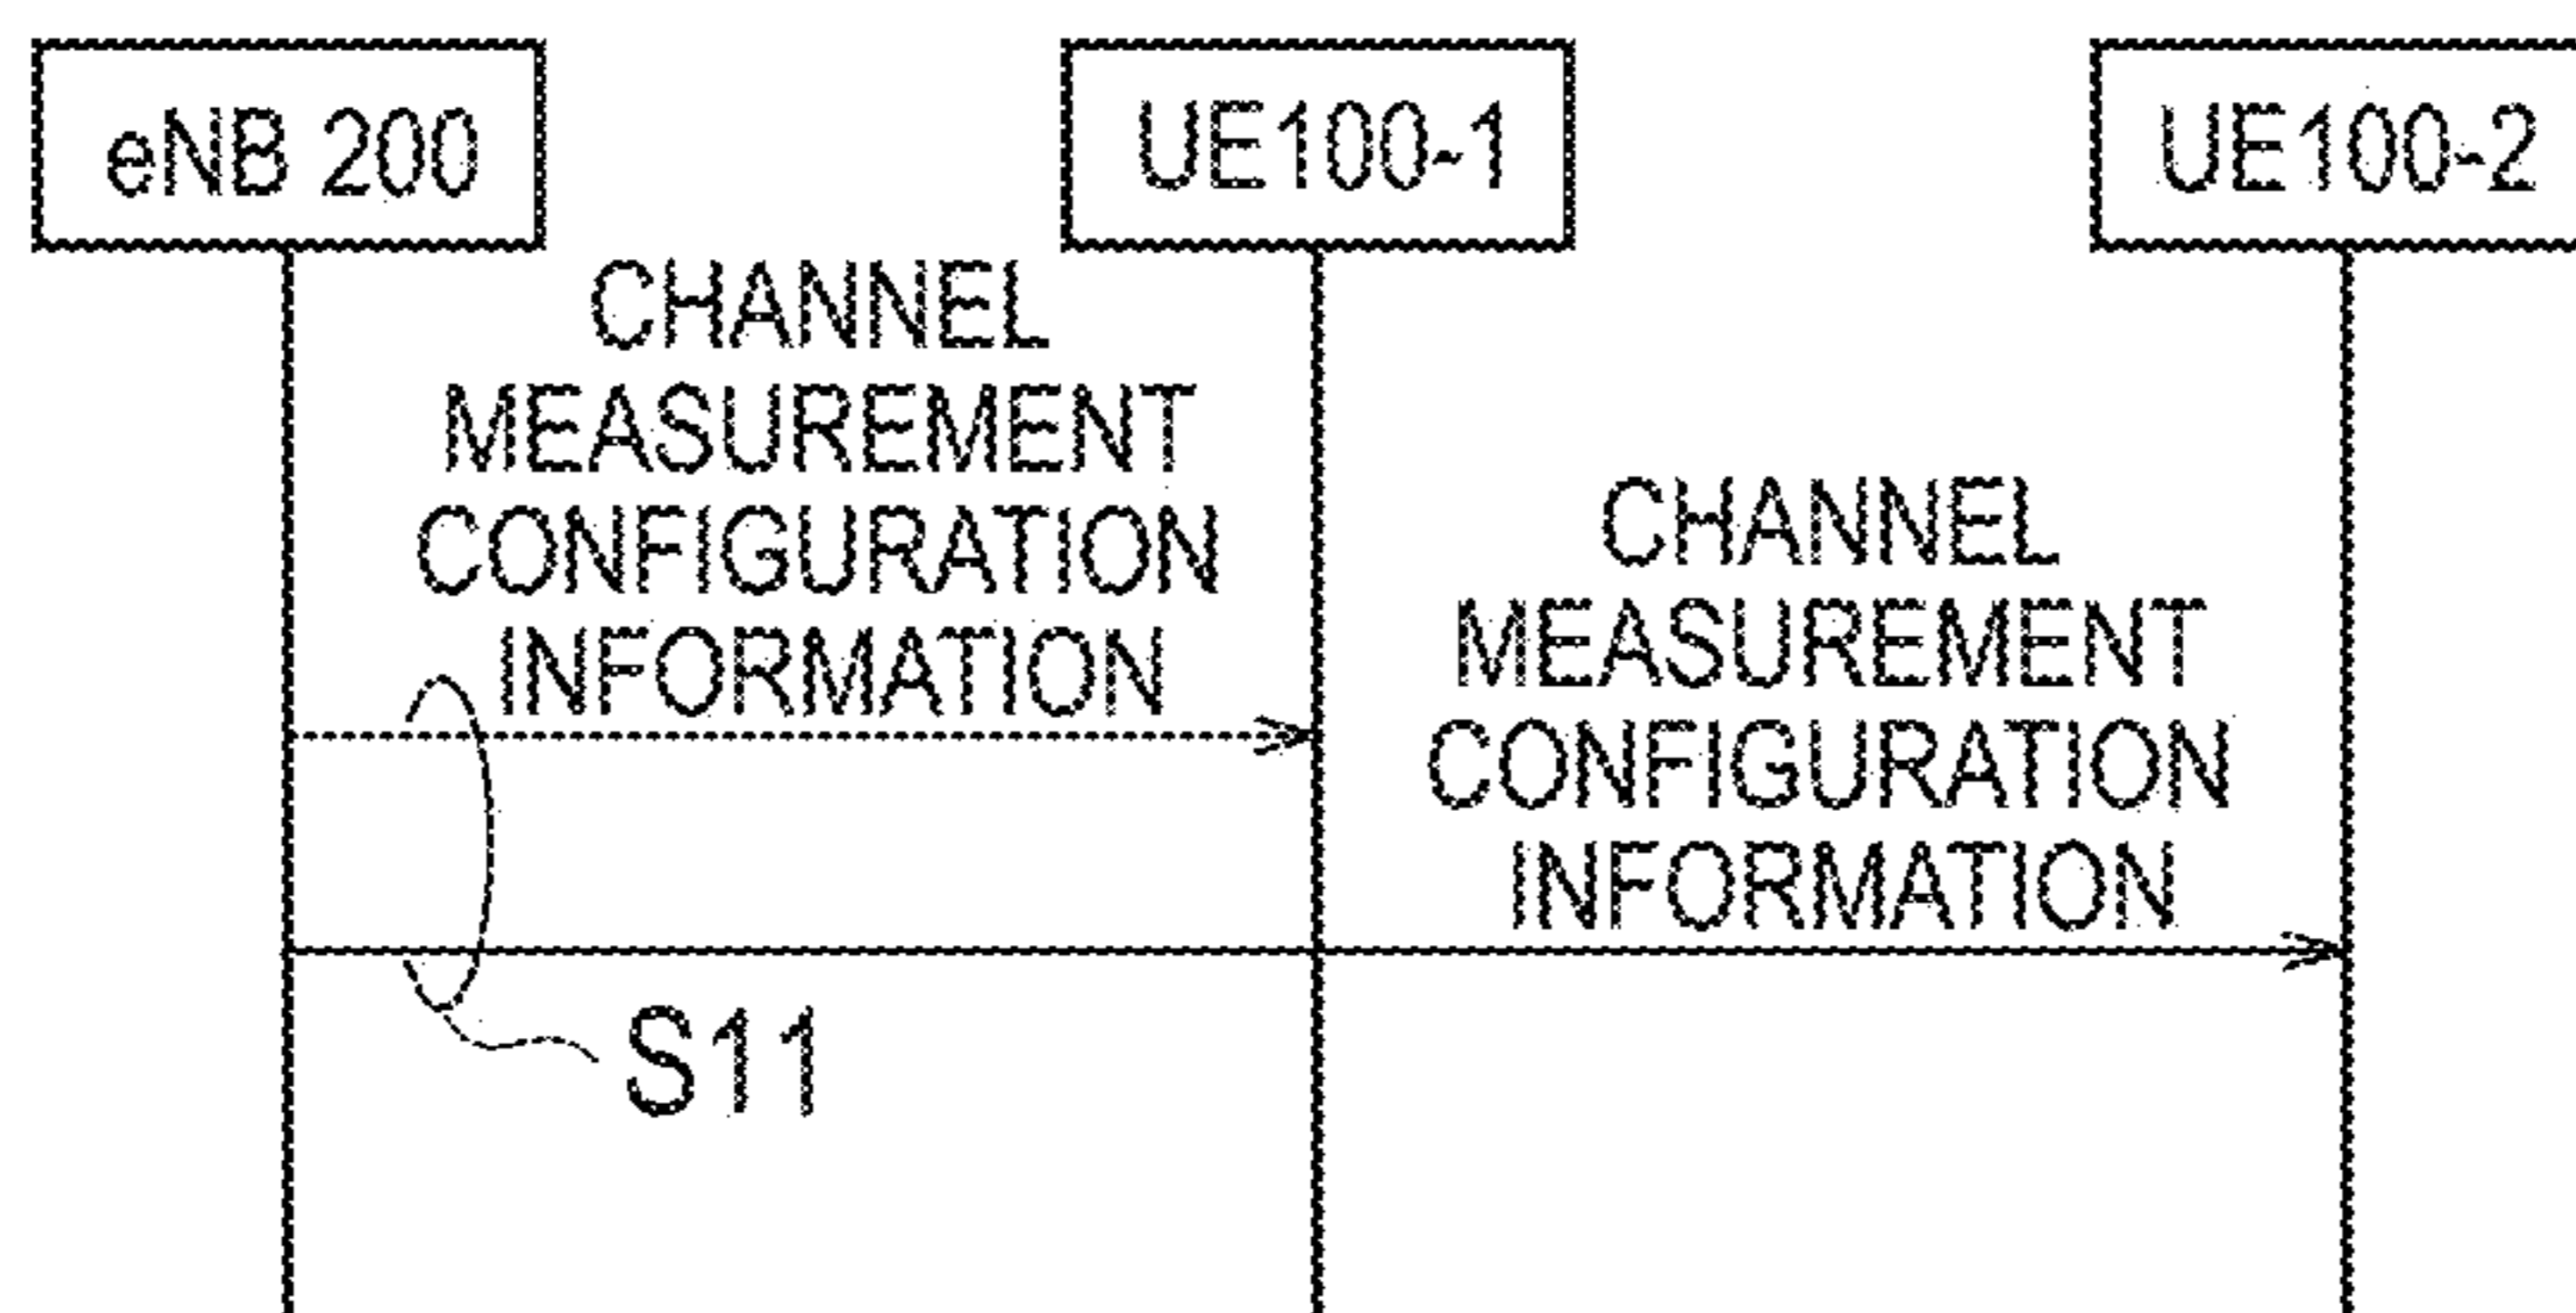 eNB 200
UE100-1
UE100-2
CHANNEL
MEASUREMENT
CONFIGURATION
INFORMATION
CHANNEL
MEASUREMENT
CONFIGURATION
INFORMATION
S11